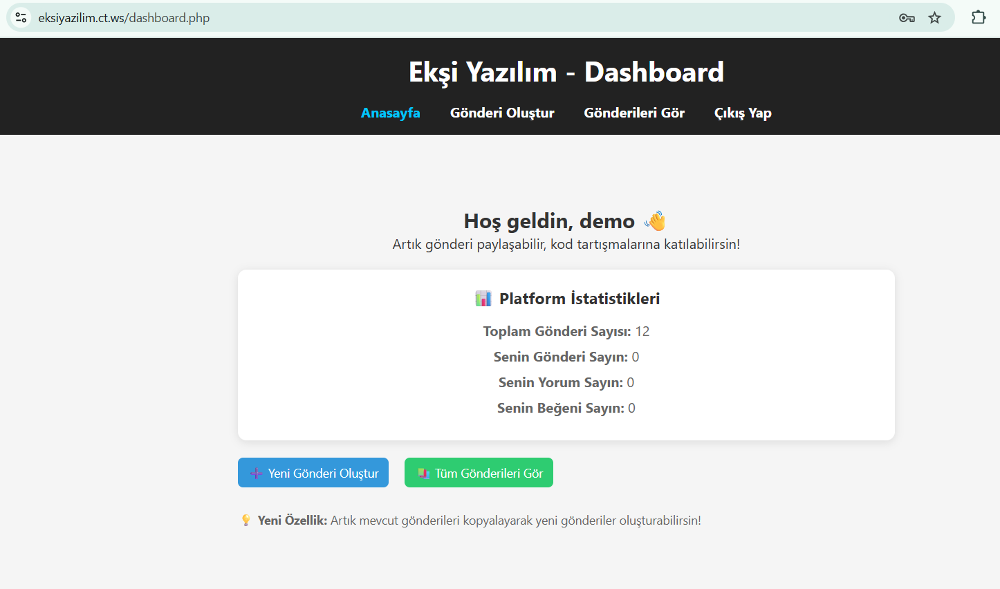 eksiyazilim.ct.ws/dashboard.php
Ekşi Yazılım - Dashboard
Anasayfa Gönderi Oluştur Gönderileri Gör Çıkış Yap
Hoş geldin, demo 👋
Artık gönderi paylaşabilir, kod tartışmalarına katılabilirsin!
📊 Platform İstatistikleri
Toplam Gönderi Sayısı: 12
Senin Gönderi Sayın: 0
Senin Yorum Sayın: 0
Senin Beğeni Sayın: 0
➕ Yeni Gönderi Oluştur 📊 Tüm Gönderileri Gör
💡 Yeni Özellik: Artık mevcut gönderileri kopyalayarak yeni gönderiler oluşturabilirsin!